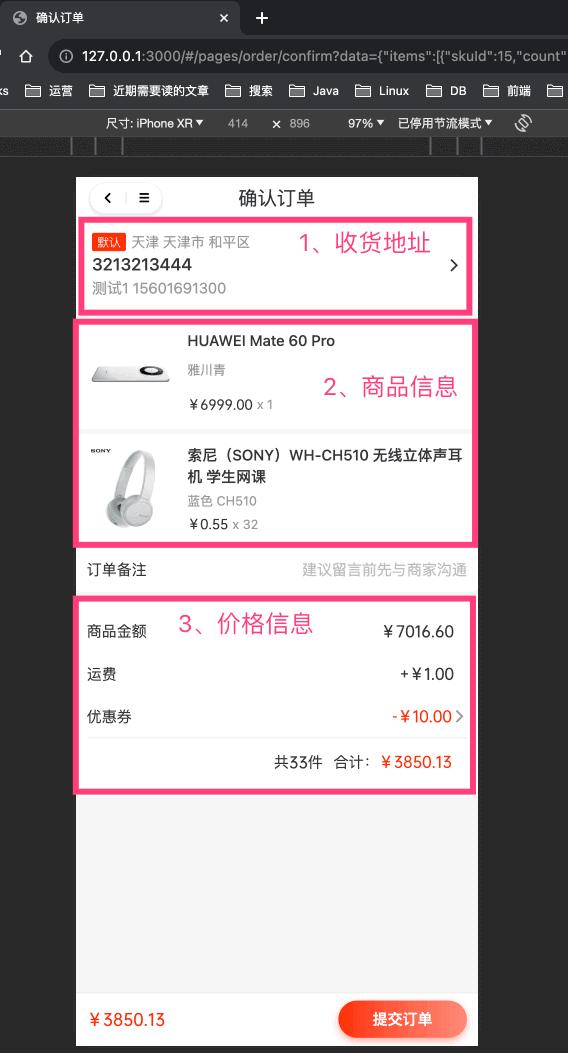 确认订单
127.0.0.1:3000/#/pages/order/confirm?data={"items":[{"skuId":15,"count"
ks 运营 近期需要读的文章 搜索 Java Linux DB 前端
尺寸: iPhone XR 414 × 896 97% 已停用节流模式
确认订单
默认 天津 天津市 和平区
1、收货地址
3213213444
测试1 15601691300
HUAWEI Mate 60 Pro
雅川青
2、商品信息
¥6999.00 x 1
SONY
索尼（SONY）WH-CH510 无线立体声耳
机 学生网课
蓝色 CH510
¥0.55 x 32
订单备注 建议留言前先与商家沟通
3、价格信息
商品金额 ¥7016.60
运费 +¥1.00
优惠券 -¥10.00
共33件 合计： ¥3850.13
¥3850.13 提交订单